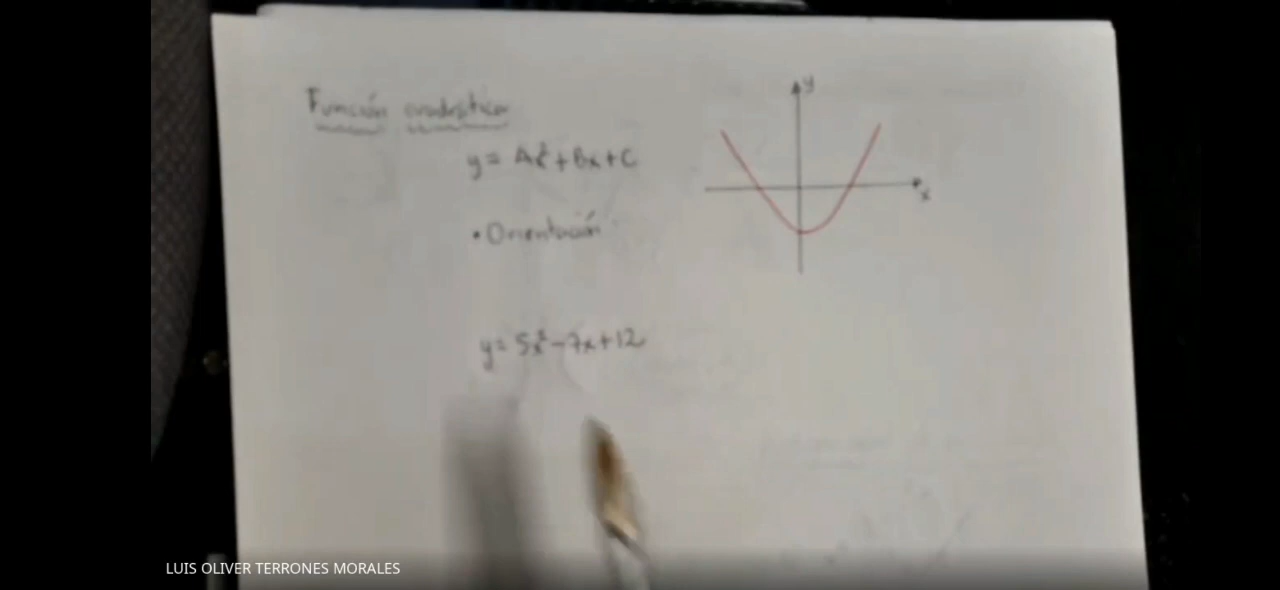 Función cuadrática
y = Ax² + Bx + C
• Orientación
y = 5x² - 7x + 12
y
x
LUIS OLIVER TERRONES MORALES